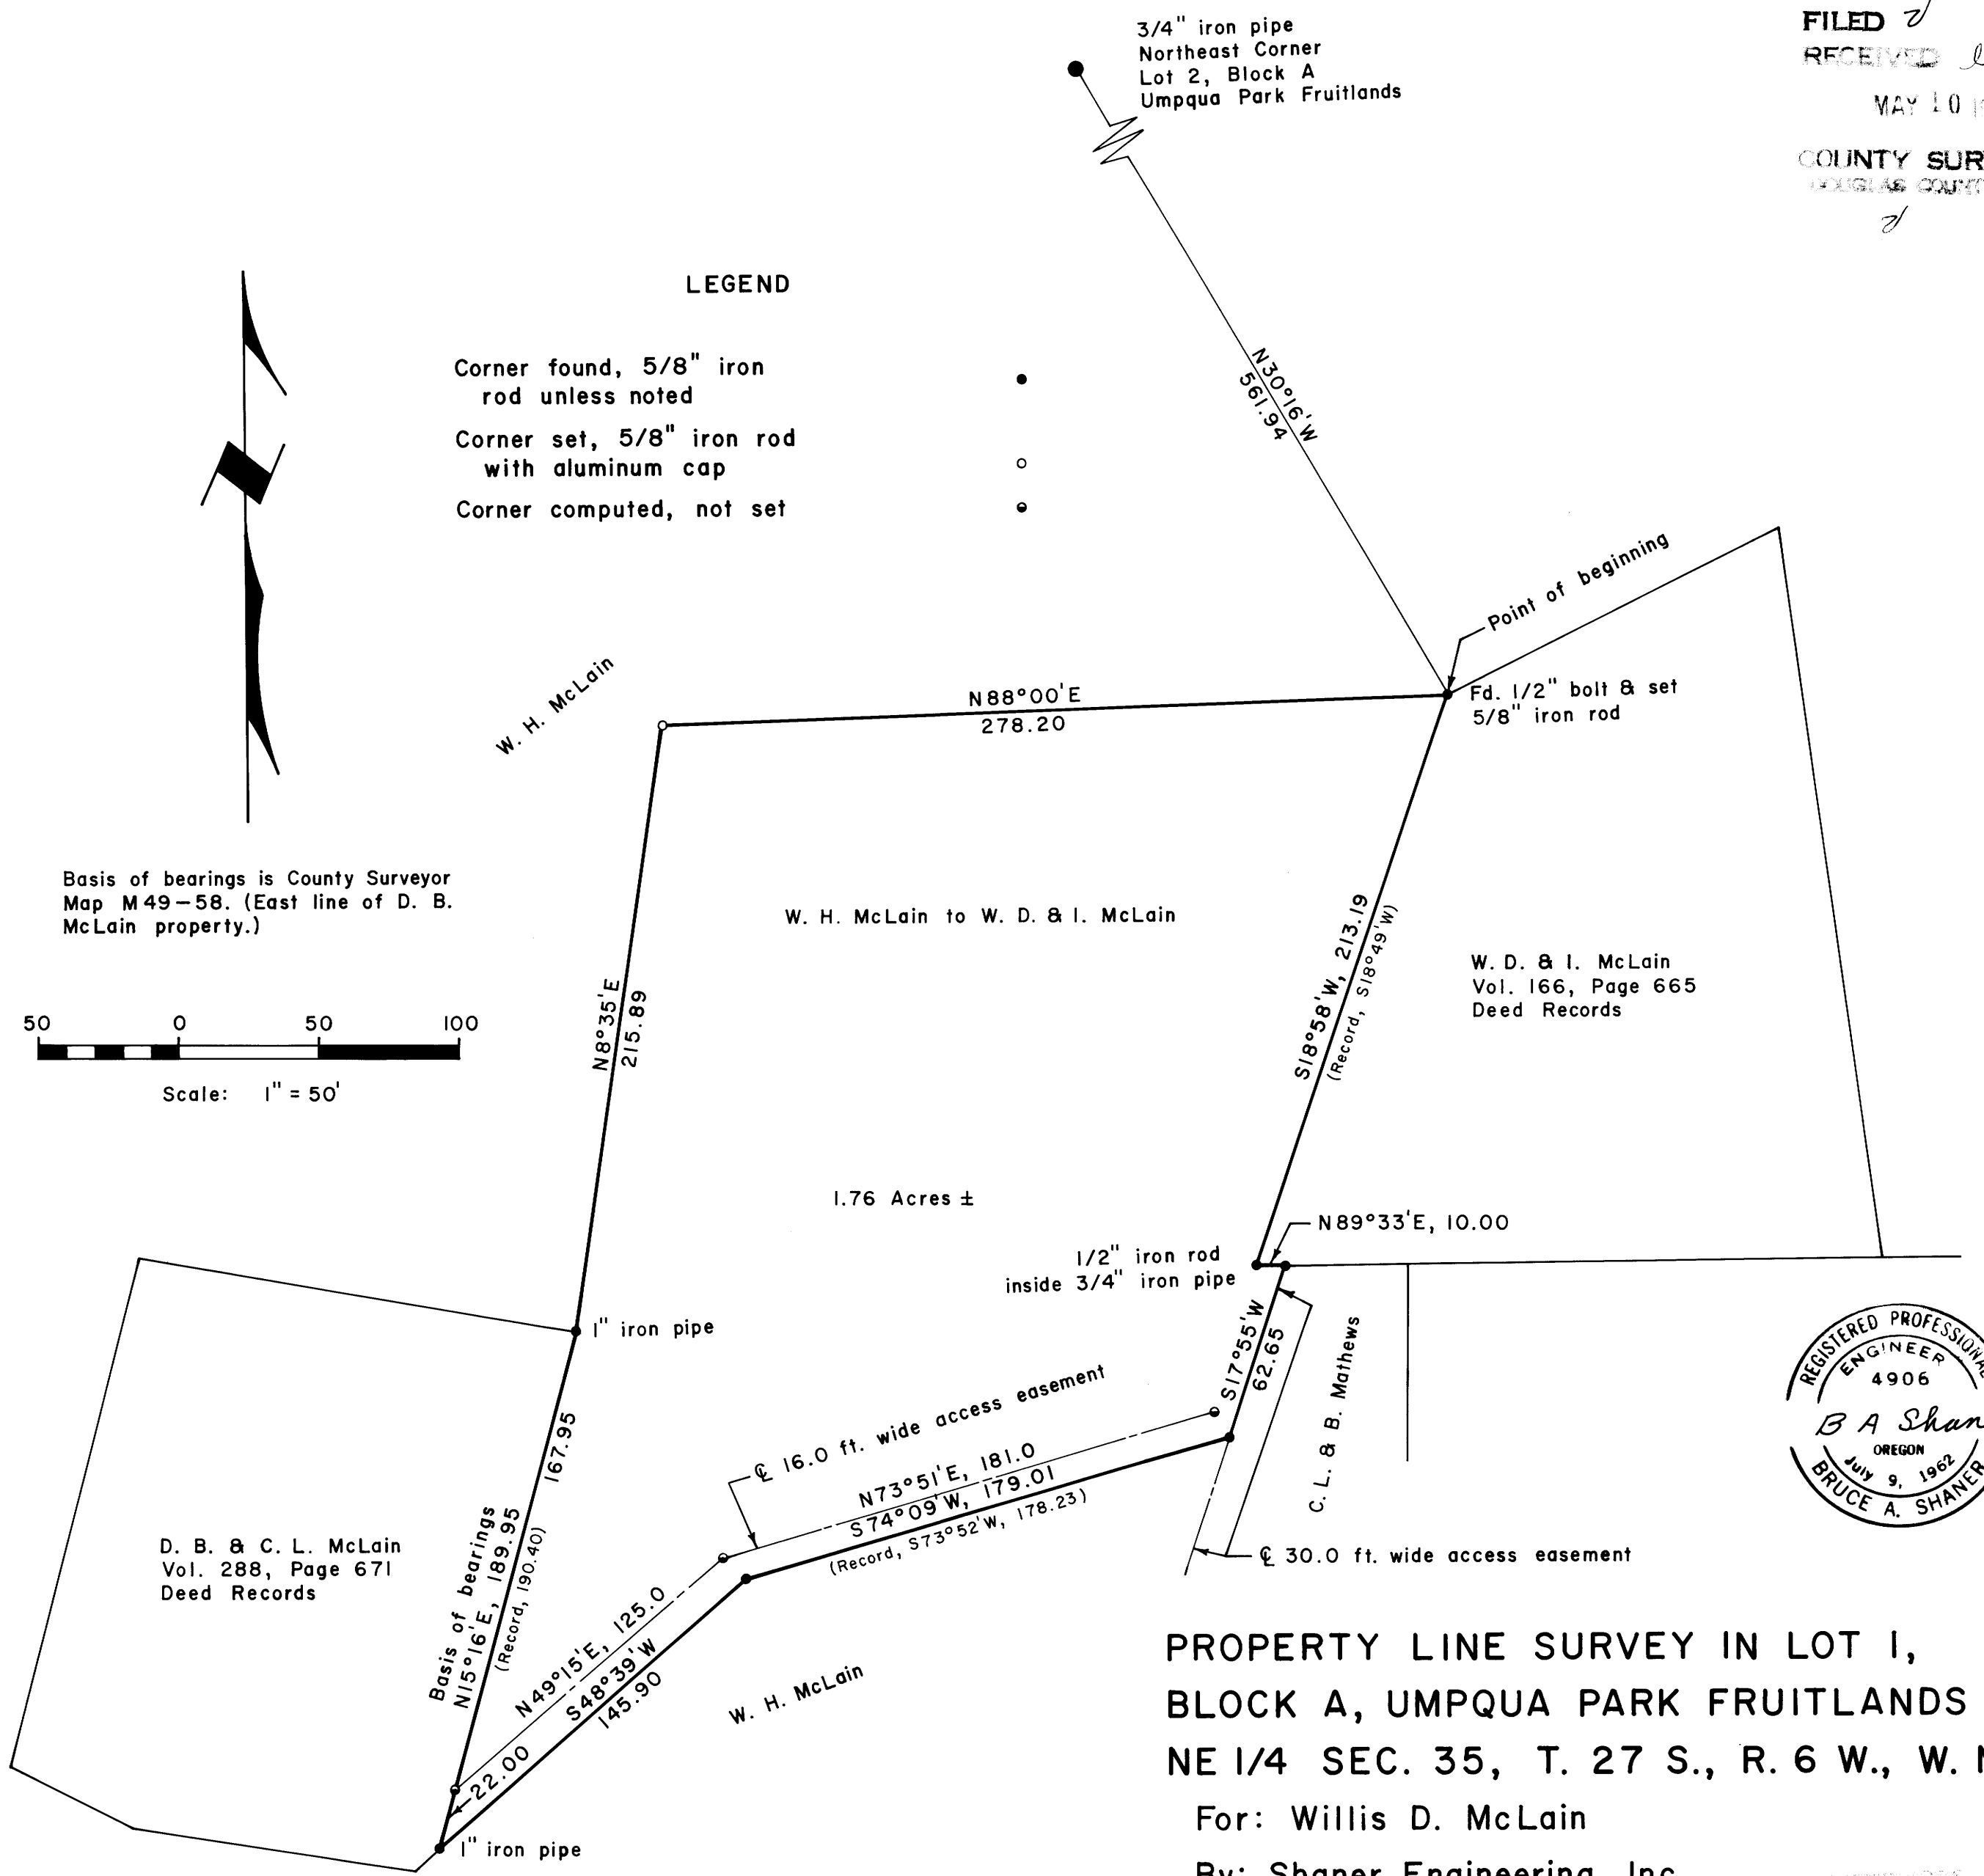 3/4" iron pipe
Northeast Corner
Lot 2, Block A
Umpqua Park Fruitlands
FILED
RECEIVED
MAY 10
COUNTY SUR
DOUGLAS COUNT
LEGEND
Corner found, 5/8" iron
rod unless noted
Corner set, 5/8" iron rod
with aluminum cap
Corner computed, not set
N30°16'W
561.94
Point of beginning
Fd. 1/2" bolt & set
5/8" iron rod
W. H. McLain
N88°00'E
278.20
Basis of bearings is County Surveyor
Map M49-58. (East line of D. B.
McLain property.)
50 0 50 100
Scale: 1" = 50'
W. H. McLain to W. D. & I. McLain
N8°35'E
215.89
S18°58'W, 213.19
(Record, S18°49'W)
W. D. & I. McLain
Vol. 166, Page 665
Deed Records
1.76 Acres ±
N89°33'E, 10.00
1/2" iron rod
inside 3/4" iron pipe
1" iron pipe
S17°55'W
62.65
C. L. & B. Mathews
℄ 16.0 ft. wide access easement
N73°51'E, 181.0
S74°09'W, 179.01
(Record, S73°52'W, 178.23)
℄ 30.0 ft. wide access easement
167.95
Basis of bearings
N15°16'E, 189.95
(Record, 190.40)
D. B. & C. L. McLain
Vol. 288, Page 671
Deed Records
N49°15'E, 125.0
S48°39'W
145.90
22.00
1" iron pipe
W. H. McLain
REGISTERED PROFESSIONAL
ENGINEER
4906
B A Shan
OREGON
July 9, 1962
BRUCE A. SHANER
PROPERTY LINE SURVEY IN LOT 1,
BLOCK A, UMPQUA PARK FRUITLANDS
NE 1/4 SEC. 35, T. 27 S., R. 6 W., W.
For: Willis D. McLain
By: Shaner Engineering, Inc.